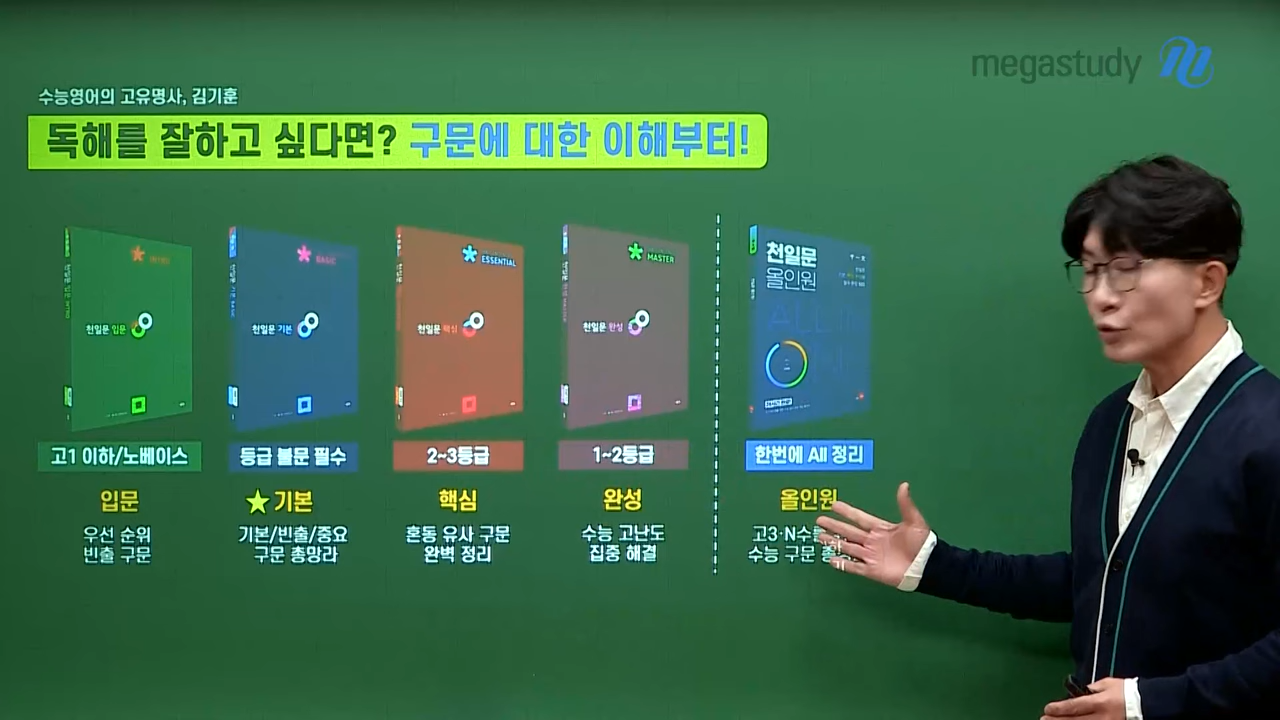 megastudy
수능영어의 고유명사, 김기훈
독해를 잘하고 싶다면? 구문에 대한 이해부터!
BASIC
ESSENTIAL
MASTER
천일문
올인원
천일문 입문
천일문 기본
천일문 핵심
천일문 완성
고1 이하/노베이스
등급 불문 필수
2~3등급
1~2등급
한번에 All 정리
입문
기본
핵심
완성
올인원
우선 순위
빈출 구문
기본/빈출/중요
구문 총망라
혼동 유사 구문
완벽 정리
수능 고난도
집중 해결
고3·N수
수능 구문